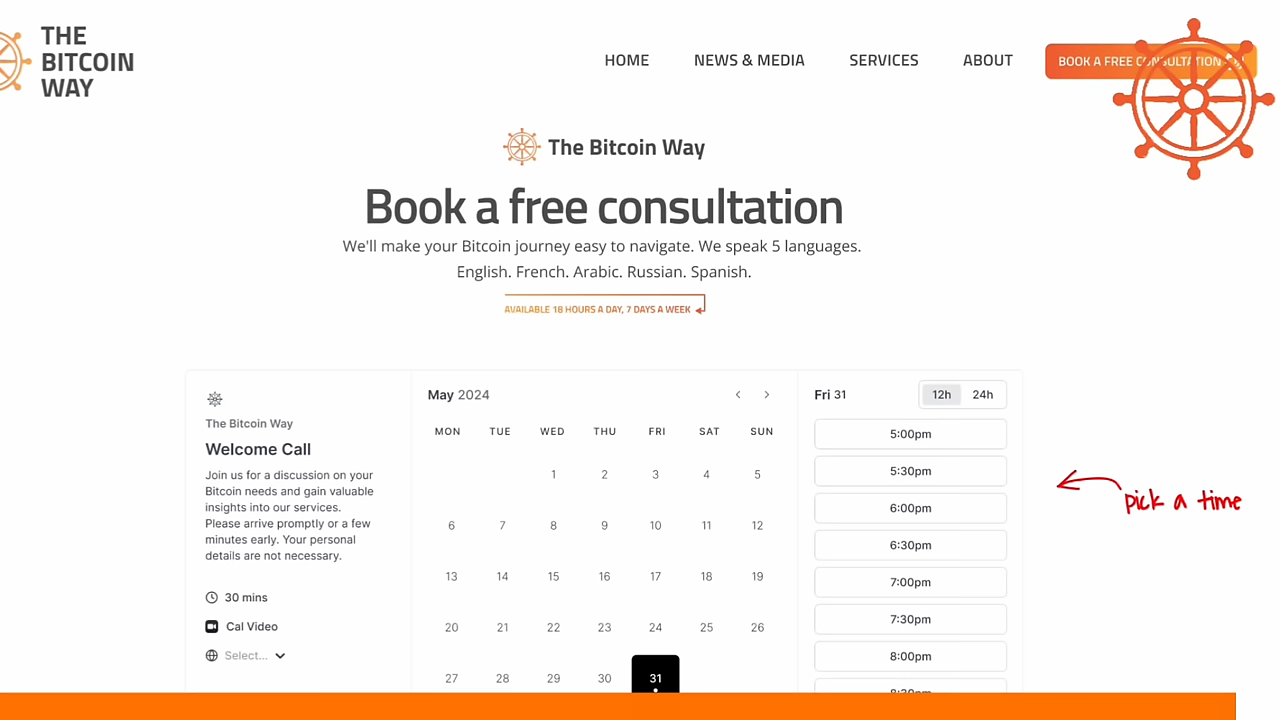 THE
BITCOIN
WAY
HOME NEWS & MEDIA SERVICES ABOUT BOOK A FREE CONSULTATION
The Bitcoin Way
Book a free consultation
We'll make your Bitcoin journey easy to navigate. We speak 5 languages.
English. French. Arabic. Russian. Spanish.
AVAILABLE 18 HOURS A DAY, 7 DAYS A WEEK
The Bitcoin Way
Welcome Call
Join us for a discussion on your
Bitcoin needs and gain valuable
insights into our services.
Please arrive promptly or a few
minutes early. Your personal
details are not necessary.
30 mins
Cal Video
Select...
May 2024
MON TUE WED THU FRI SAT SUN
1 2 3 4 5
6 7 8 9 10 11 12
13 14 15 16 17 18 19
20 21 22 23 24 25 26
27 28 29 30 31
Fri 31 12h 24h
5:00pm
5:30pm
6:00pm
6:30pm
7:00pm
7:30pm
8:00pm
8:30pm
pick a time